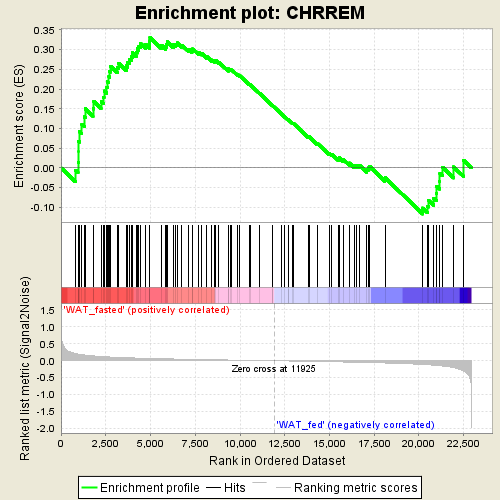 Enrichment plot: CHRREM
Enrichment score (ES)
0.35
0.30
0.25
0.20
0.15
0.10
0.05
0.00
-0.05
-0.10
'WAT_fasted' (positively correlated)
Ranked list metric (Signal2Noise)
1.5
1.0
0.5
0.0
-0.5
-1.0
-1.5
-2.0
Zero cross at 11925
'WAT_fed' (negatively correlated)
0 2,500 5,000 7,500 10,000 12,500 15,000 17,500 20,000 22,500
Rank in Ordered Dataset
Enrichment profile Hits Ranking metric scores